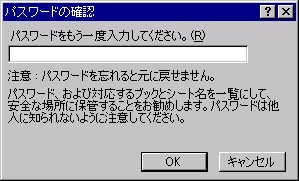 パスワードの確認
パスワードをもう一度入力してください。(R)
注意：パスワードを忘れると元に戻せません。
パスワード、および対応するブックとシート名を一覧にして、
安全な場所に保管することをお勧めします。パスワードは他
人に知られないように注意してください。
OK
キャンセル